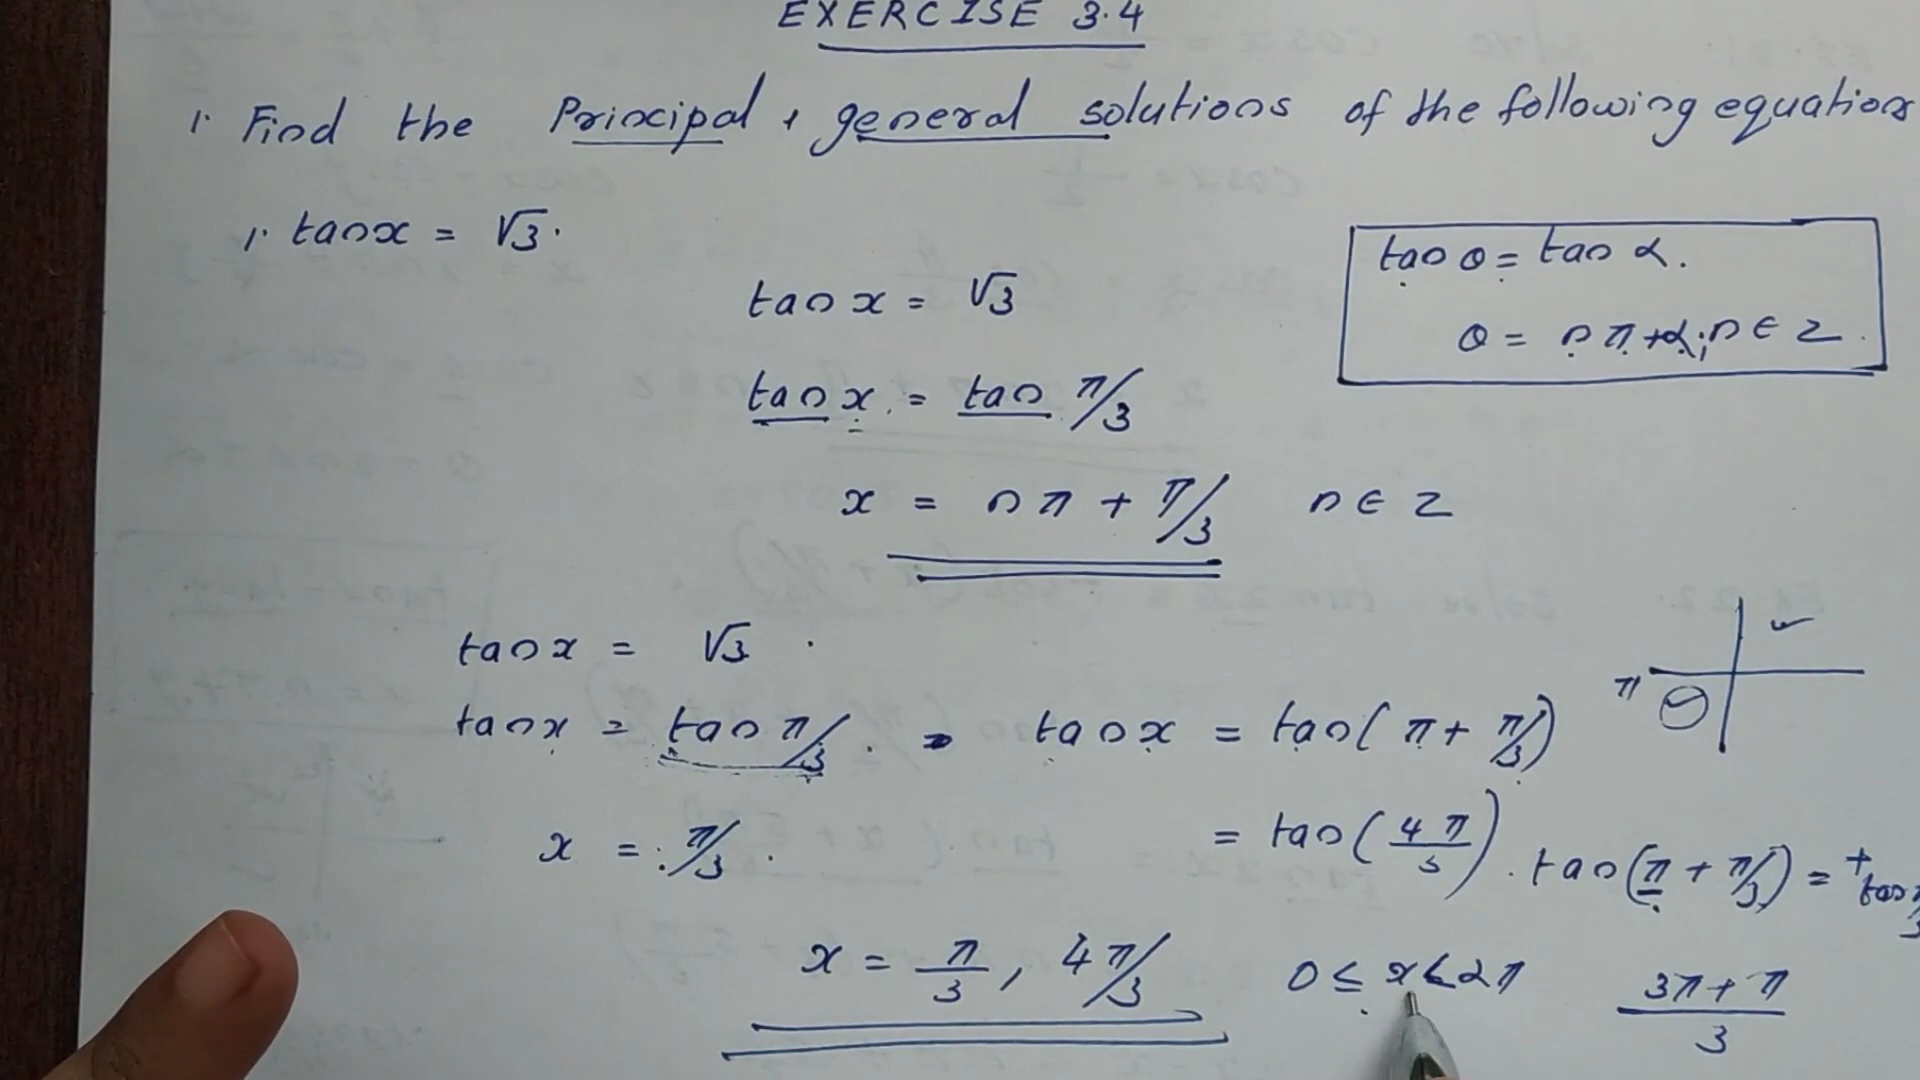 EXERCISE 3.4
1. Find the Principal & general solutions of the following equations
1. tanx = √3.
tan θ = tan α.
θ = nπ+α; n ∈ Z.
tan x = √3
tan x = tan π/3
x = nπ + π/3 n ∈ Z
tan x = √3
tan x = tan π/3. tan x = tan(π + π/3)
π
x = π/3. = tan(4π/3). tan(π + π/3) = + tan π/3
x = π/3, 4π/3 0 ≤ x < 2π 3π + π/3